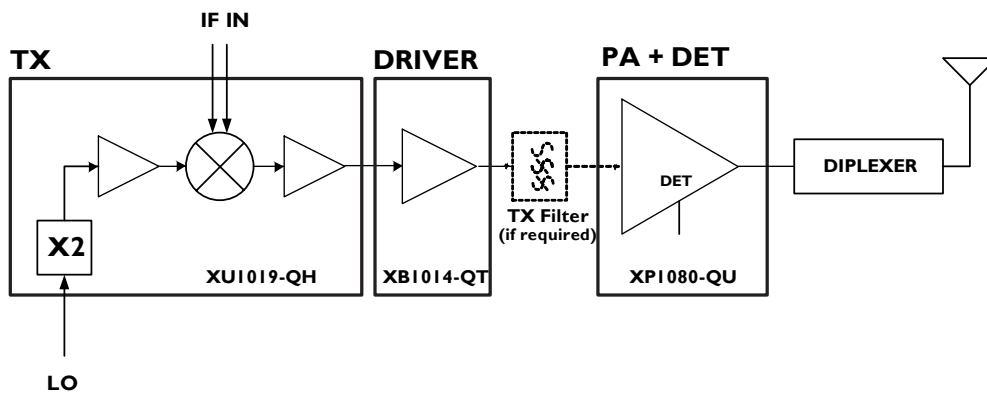 IF IN
TX
DRIVER
PA + DET
DIPLEXER
DET
X2
TX Filter
(if required)
XU1019-QH
XB1014-QT
XP1080-QU
LO